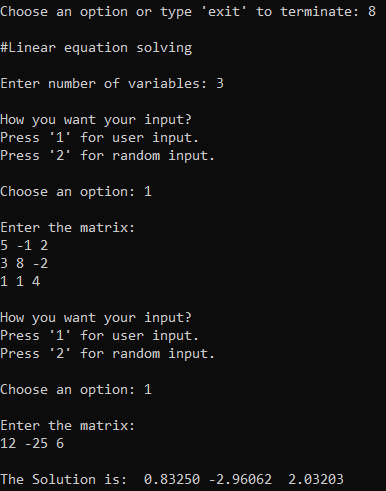 Choose an option or type 'exit' to terminate: 8
#Linear equation solving
Enter number of variables: 3
How you want your input?
Press '1' for user input.
Press '2' for random input.
Choose an option: 1
Enter the matrix:
5 -1 2
3 8 -2
1 1 4
How you want your input?
Press '1' for user input.
Press '2' for random input.
Choose an option: 1
Enter the matrix:
12 -25 6
The Solution is:  0.83250 -2.96062  2.03203